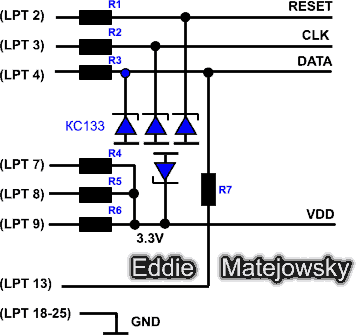 (LPT 2) R1 RESET
(LPT 3) R2 CLK
(LPT 4) R3 DATA
KC133
(LPT 7) R4
(LPT 8) R5 R7
(LPT 9) R6 VDD
3.3V
Eddie Matejowsky
(LPT 13)
(LPT 18-25) GND